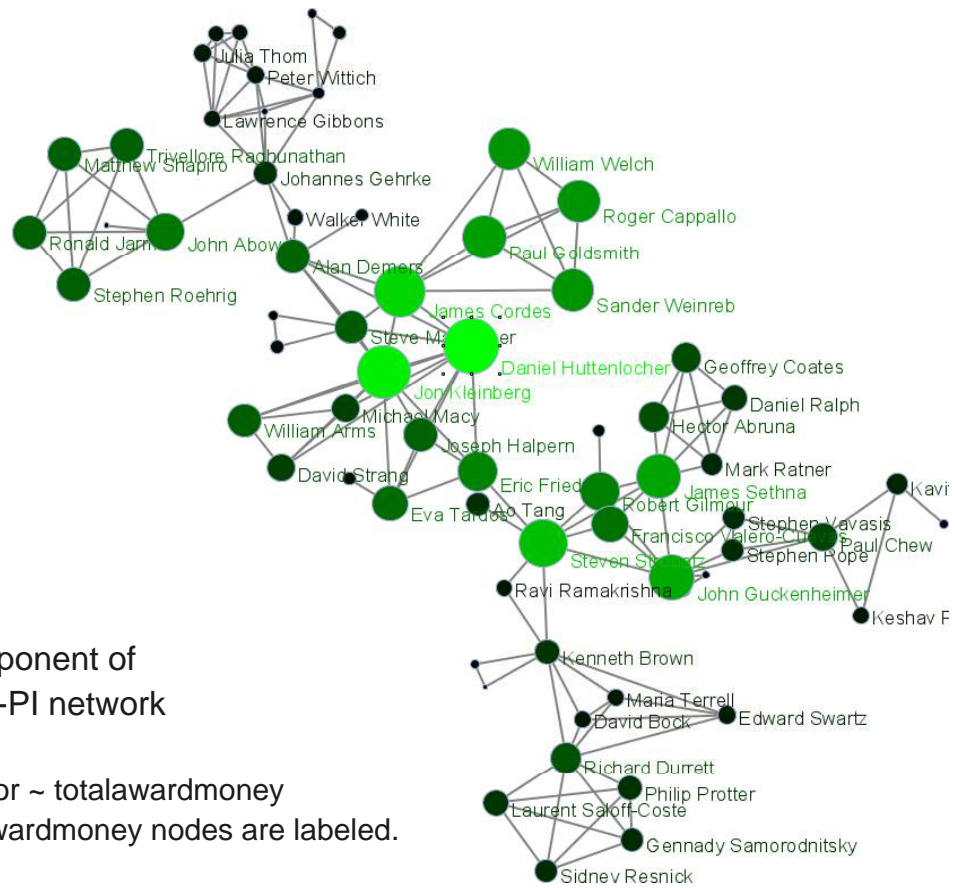 Julia Thom
Peter Wittich
Lawrence Gibbons
Trivellore Raghunathan
Matthew Shapiro
William Welch
Johannes Gehrke
Roger Cappallo
Walker White
Ronald Jarm
John Abow
Paul Goldsmith
Alan Demers
Stephen Roehrig
Sander Weinreb
James Cordes
Steve Ma er
Daniel Huttenlocher
Geoffrey Coates
Jon Kleinberg
Daniel Ralph
Michael Macy
Hector Abruna
William Arms
Joseph Halpern
David Strang
Mark Ratner
Eric Fried
James Sethna
Kavi
Robert Gilmour
Ao Tang
Eva Tardos
Stephen Vavasis
Francisco Valero-Cuevas
Paul Chew
Stephen Pope
Steven Strogatz
Ravi Ramakrishna
John Guckenheimer
Keshav P
ponent of
-PI network
Kenneth Brown
Maria Terrell
David Bock
Edward Swartz
Richard Durrett
or ~ totalawardmoney
Philip Protter
Laurent Saloff-Coste
wardmoney nodes are labeled.
Gennady Samorodnitsky
Sidney Resnick